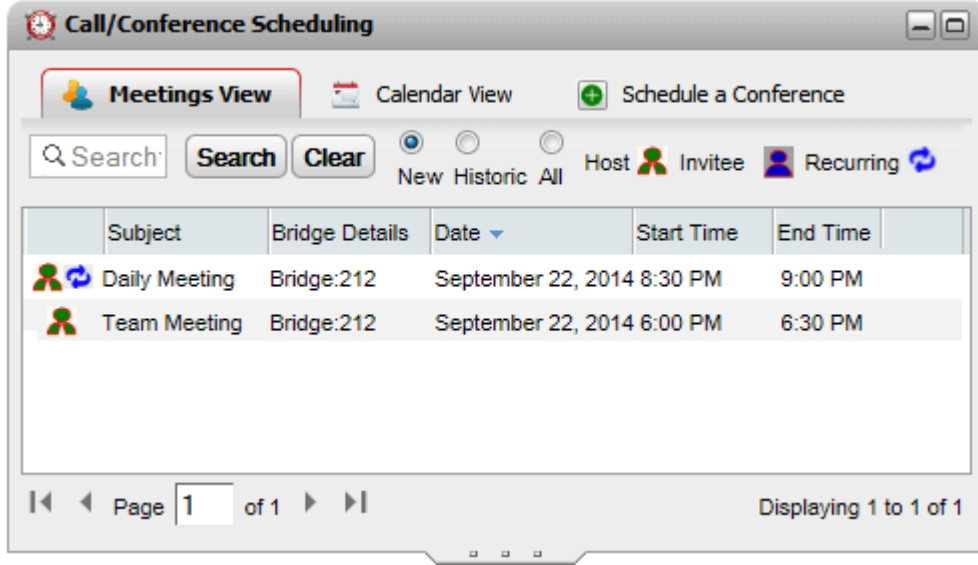 Call/Conference Scheduling
Meetings View Calendar View Schedule a Conference
Search Search Clear New Historic All Host Invitee Recurring
Subject Bridge Details Date Start Time End Time
Daily Meeting Bridge:212 September 22, 2014 8:30 PM 9:00 PM
Team Meeting Bridge:212 September 22, 2014 6:00 PM 6:30 PM
Page 1 of 1 Displaying 1 to 1 of 1